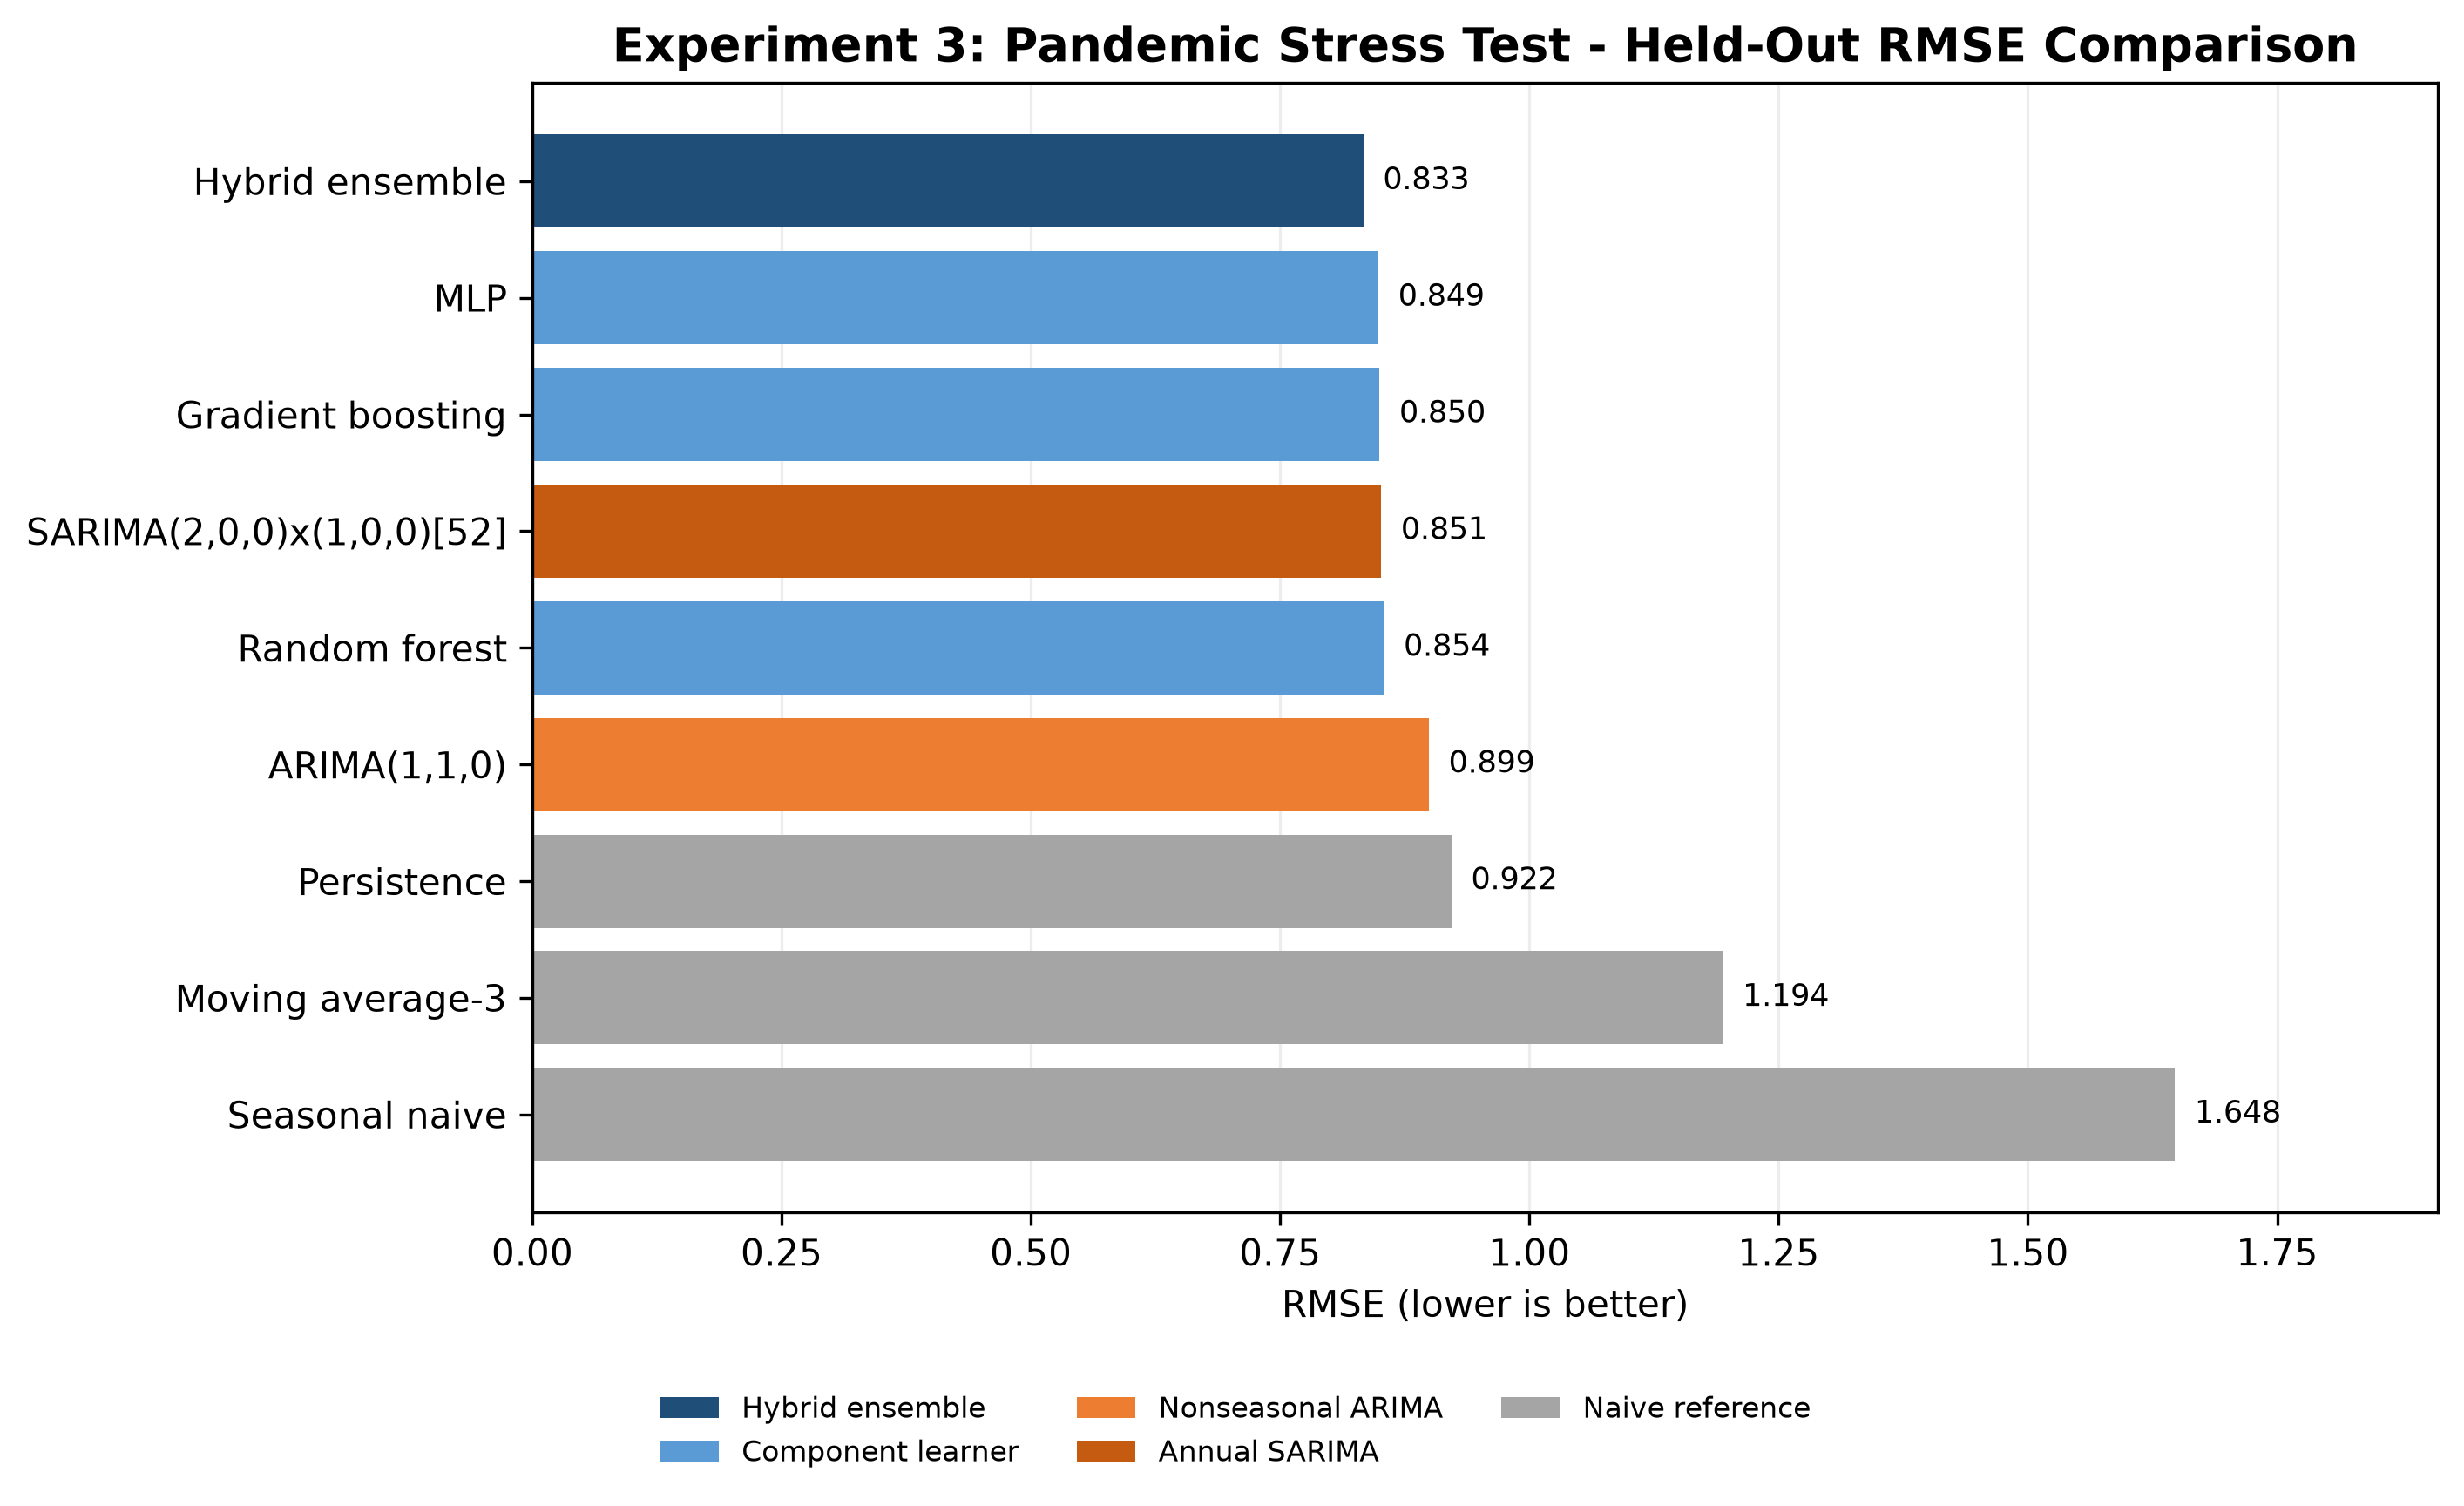 Experiment 3: Pandemic Stress Test - Held-Out RMSE Comparison
Hybrid ensemble 0.833
MLP 0.849
Gradient boosting 0.850
SARIMA(2,0,0)x(1,0,0)[52] 0.851
Random forest 0.854
ARIMA(1,1,0) 0.899
Persistence 0.922
Moving average-3 1.194
Seasonal naive 1.648
0.00 0.25 0.50 0.75 1.00 1.25 1.50 1.75
RMSE (lower is better)
Hybrid ensemble Nonseasonal ARIMA Naive reference
Component learner Annual SARIMA